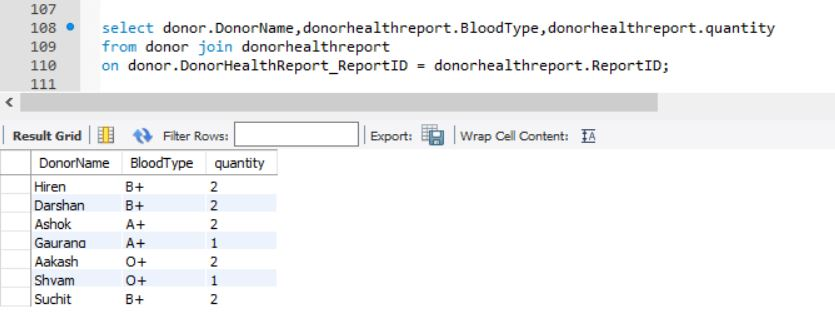 107
108 select donor.DonorName,donorhealthreport.BloodType,donorhealthreport.quantity
109 from donor join donorhealthreport
110 on donor.DonorHealthReport_ReportID = donorhealthreport.ReportID;
111
Result Grid Filter Rows: Export: Wrap Cell Content: IA
DonorName BloodType quantity
Hiren B+ 2
Darshan B+ 2
Ashok A+ 2
Gaurang A+ 1
Aakash O+ 2
Shvam O+ 1
Suchit B+ 2